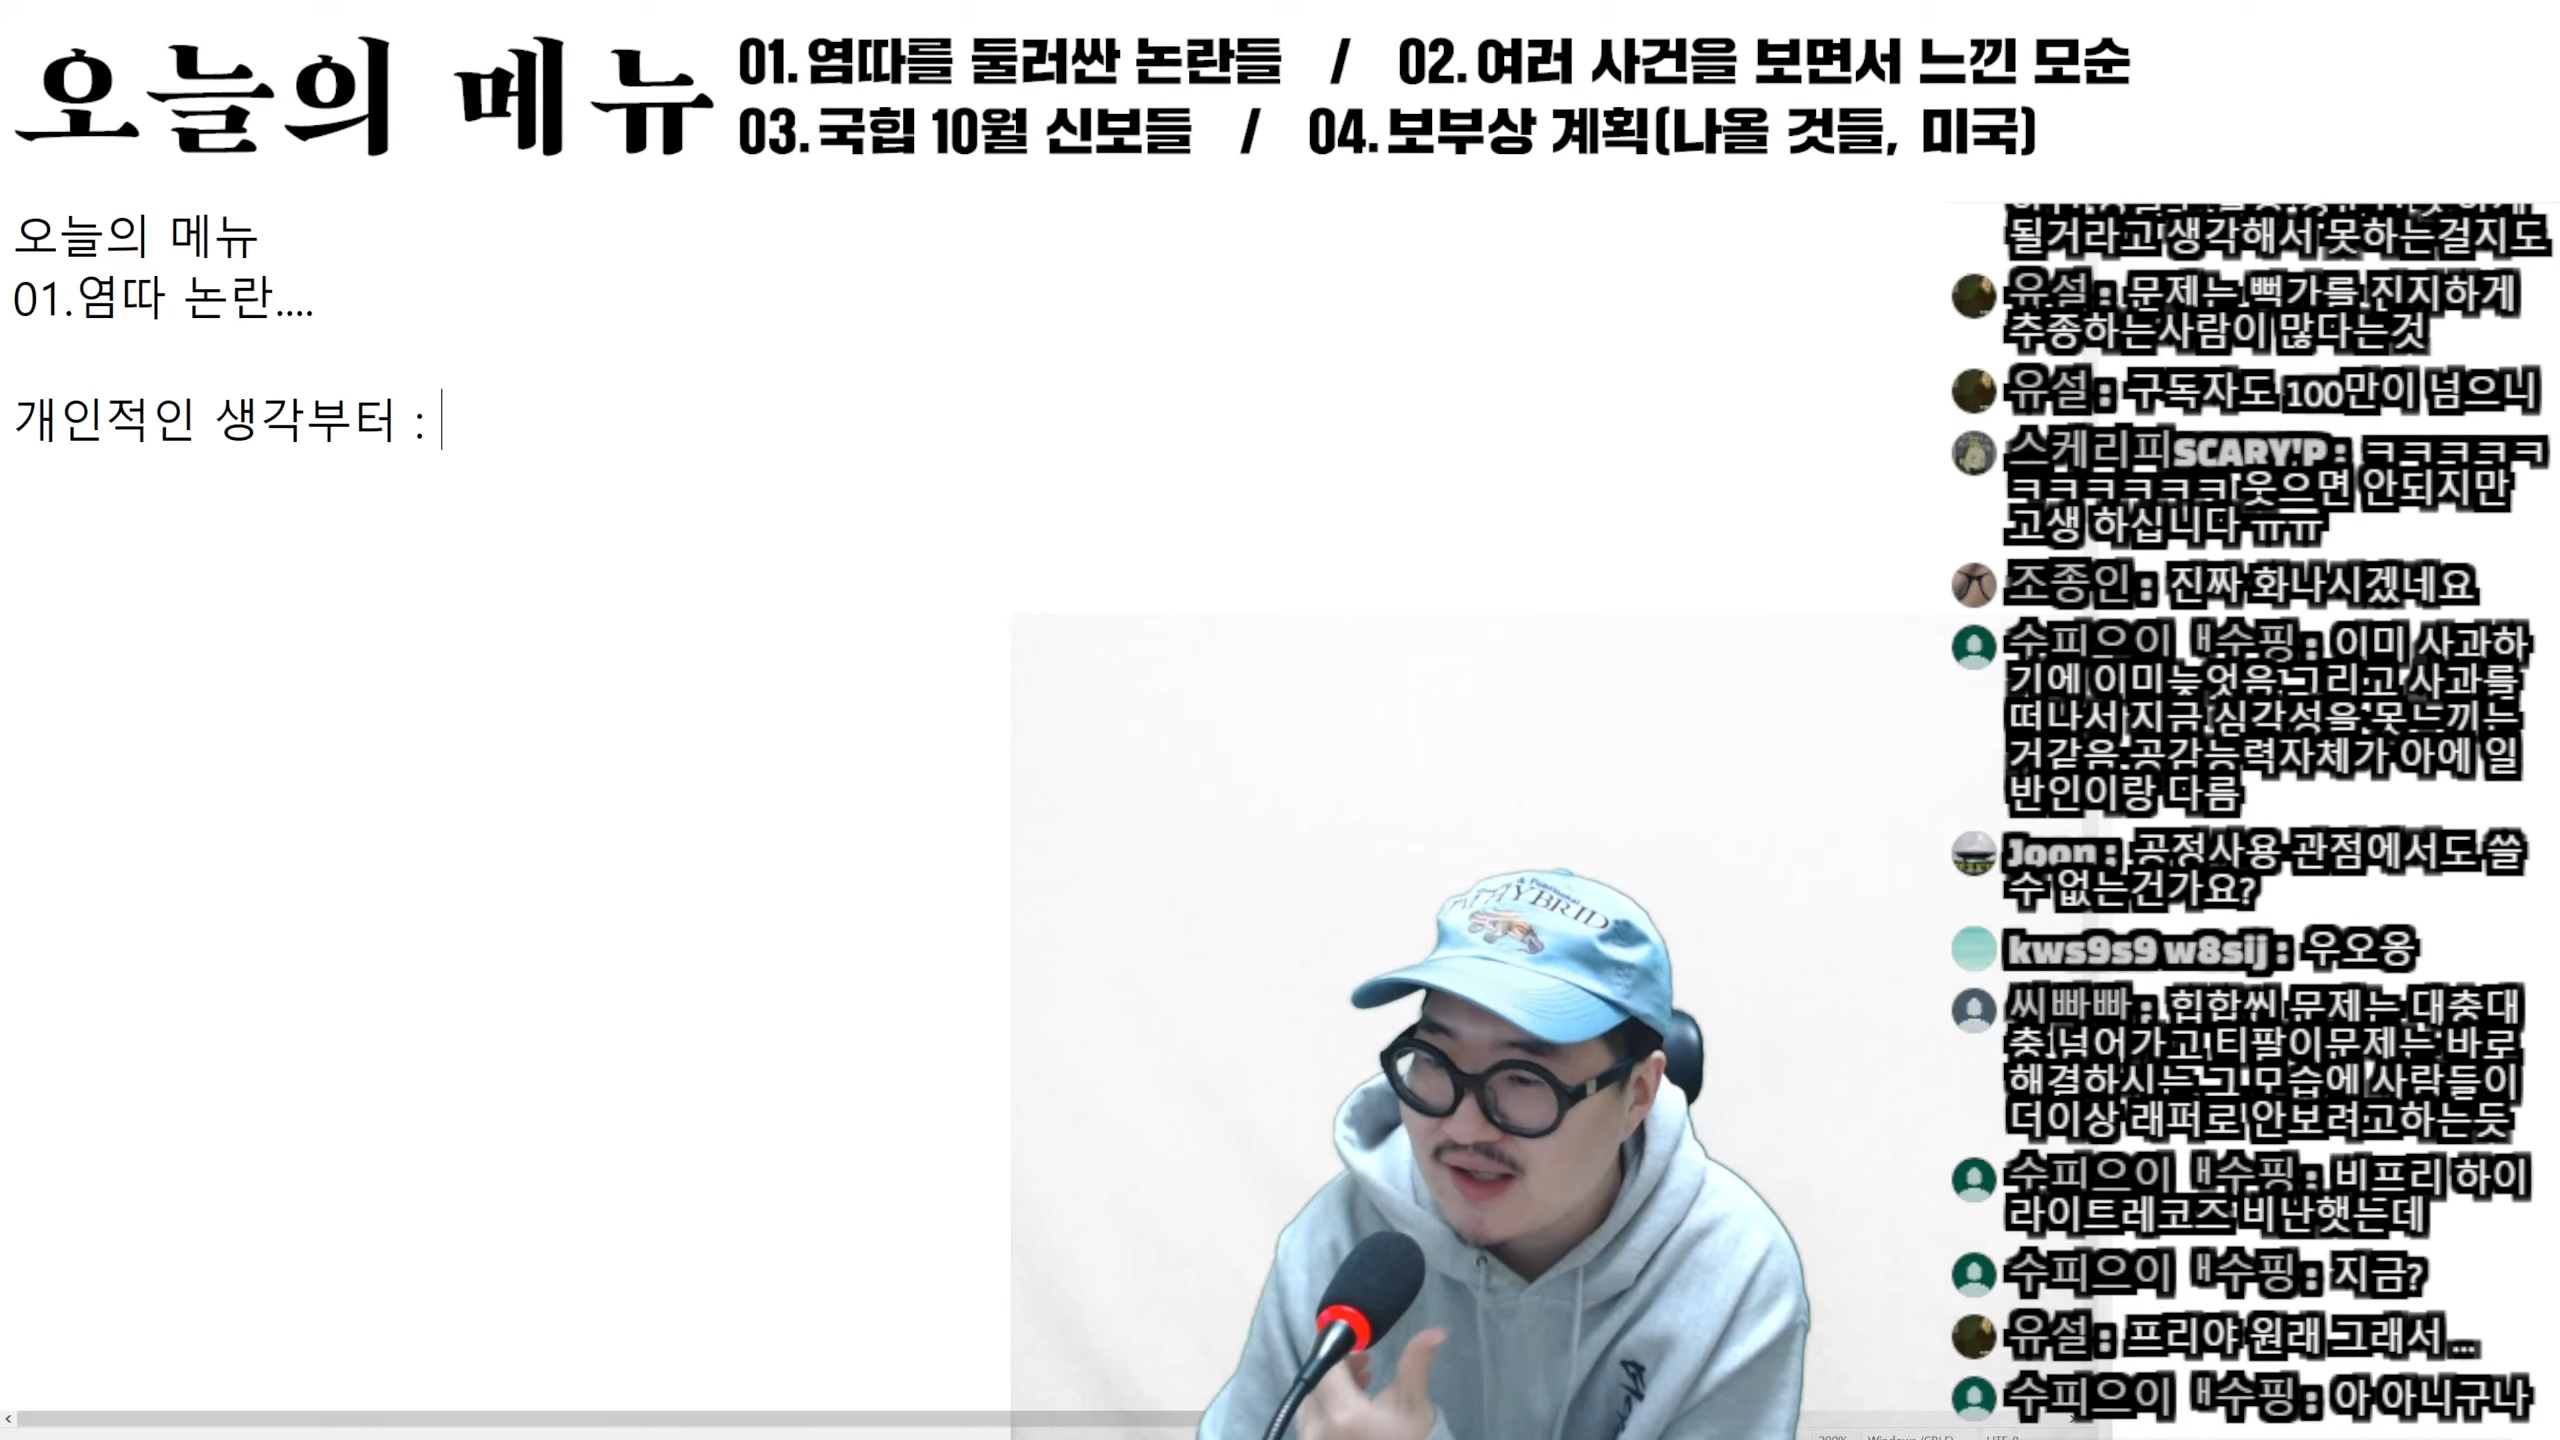 오늘의 메뉴
01. 염따를 둘러싼 논란들 / 02. 여러 사건을 보면서 느낀 모순
03. 국힙 10월 신보들 / 04. 보부상 계획(나올 것들, 미국)
오늘의 메뉴
01.염따 논란....
개인적인 생각부터 :
될거라고 생각해서 못하는걸지도
유설 : 문제는 뻑가를 진지하게
추종하는사람이 많다는것
유설 : 구독자도 100만이 넘으니
스케리피SCARY'P : ㅋㅋㅋㅋㅋ
ㅋㅋㅋㅋㅋㅋ 웃으면 안되지만
고생 하십니다 ㅠㅠ
조종인 : 진짜 화나시겠네요
수피으이 ㅐ수핑 : 이미 사과하
기에 이미늦엇음 그리고 사과를
떠나서 지금 심각성을 못느끼는
거같음 공감능력자체가 아에 일
반인이랑 다름
Joon : 공정사용 관점에서도 쓸
수 없는건가요?
kws9s9 w8sij : 우오옹
씨빠빠 : 힙합씬 문제는 대충대
충 넘어가고 티팔이문제는 바로
해결하시는 그 모습에 사람들이
더이상 래퍼로 안보려고하는듯
수피으이 ㅐ수핑 : 비프리 하이
라이트레코즈 비난햇는데
수피으이 ㅐ수핑 : 지금?
유설 : 프리야 원래 그래서...
수피으이 ㅐ수핑 : 아 아니구나
HYBRID